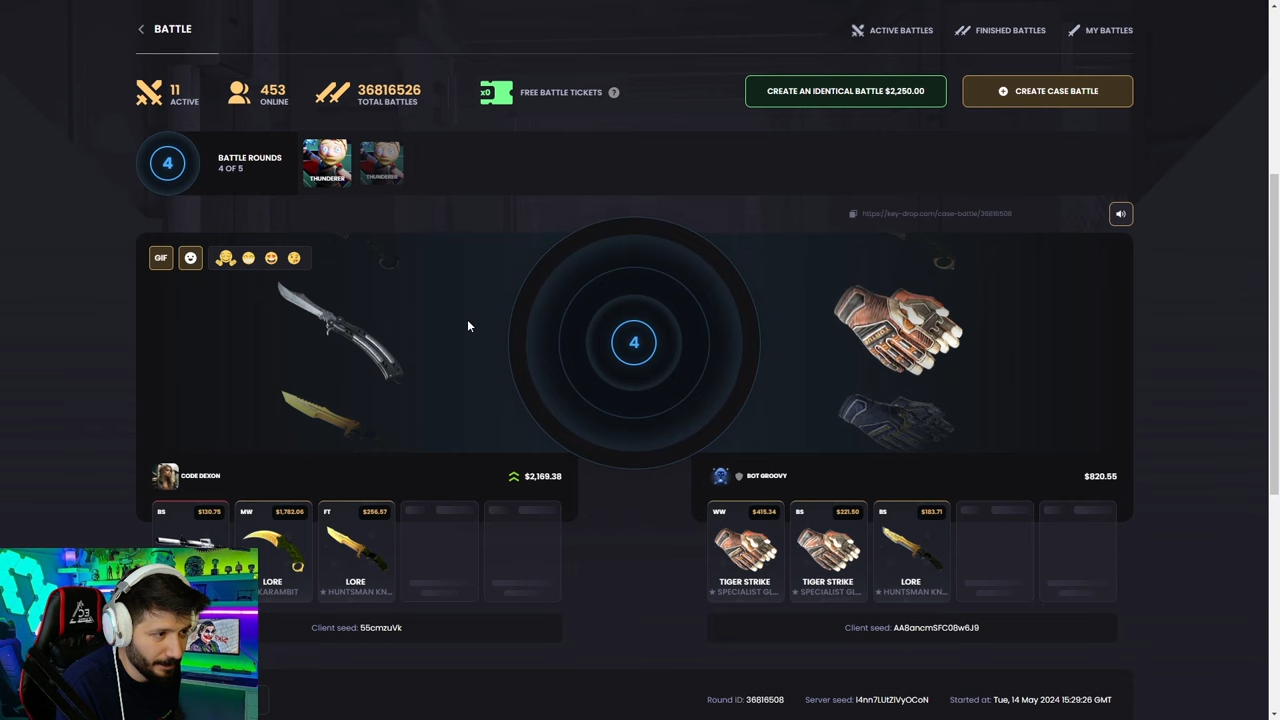 BATTLE
ACTIVE BATTLES
FINISHED BATTLES
MY BATTLES
11
ACTIVE
453
ONLINE
36816526
TOTAL BATTLES
x0
FREE BATTLE TICKETS ?
CREATE AN IDENTICAL BATTLE $2,250.00
CREATE CASE BATTLE
4
BATTLE ROUNDS
4 OF 5
THUNDERER
THUNDERER
https://key-drop.com/case-battle/36816508
GIF
4
CODE DEXON
$2,169.38
BOT GROOVY
$820.55
BS $130.75
MW $1,782.06
FT $256.57
WW $415.34
BS $221.50
BS $183.71
LORE
KARAMBIT
LORE
★ HUNTSMAN KN...
TIGER STRIKE
★ SPECIALIST GL...
TIGER STRIKE
★ SPECIALIST GL...
LORE
★ HUNTSMAN KN...
Client seed: 55cmzuVk
Client seed: AA8ancmSFC0Bw6J9
Round ID: 36816508
Server seed: l4nn7LUtZlVyOCoN
Started at: Tue, 14 May 2024 15:29:26 GMT